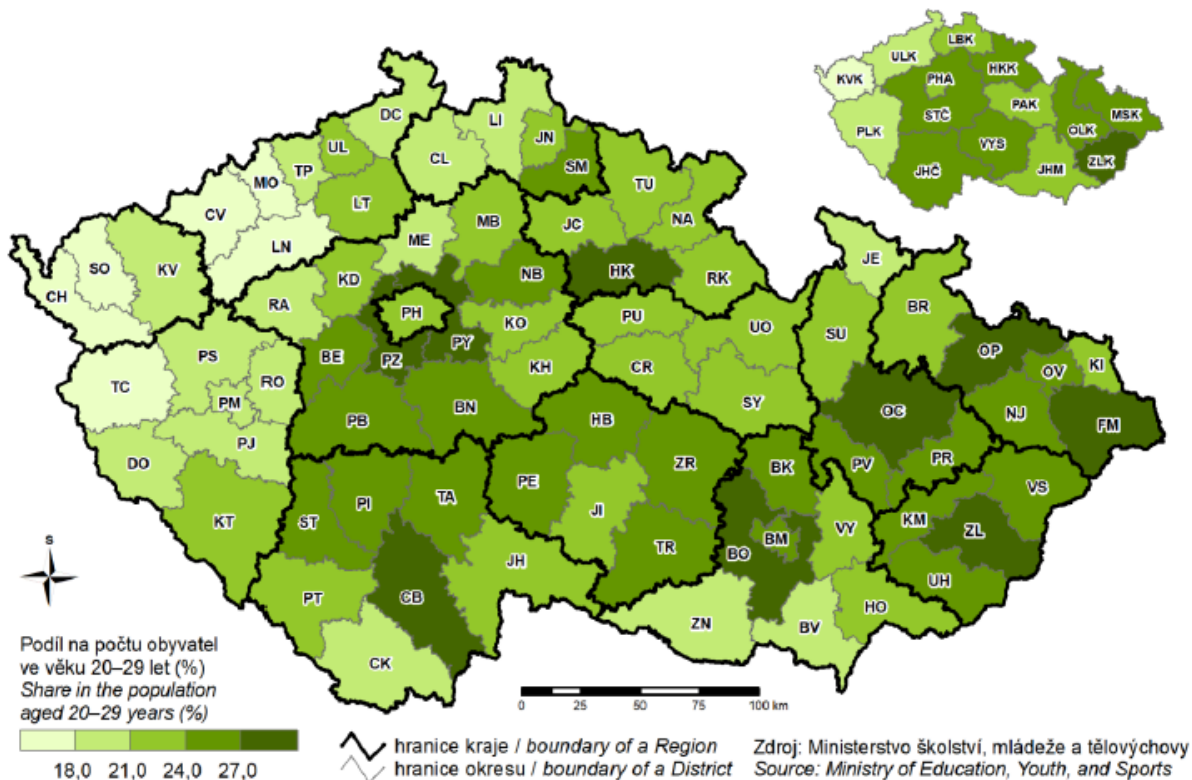 DC
LI
JN
SM
UL
TP
CL
MIO
CV
LT
TU
LN
ME
MB
JC
NA
SO
KV
CH
KD
NB
HK
RK
RA
PH
KO
PU
UO
JE
BR
SU
PS
BE
PZ
PY
KH
CR
TC
RO
PM
PB
BN
SY
OP
OV
KI
PJ
HB
OC
NJ
FM
DO
ZR
BK
PV
PR
PE
VS
KT
ST
PI
TA
JI
TR
BO
BM
VY
KM
ZL
JH
UH
PT
CB
HO
ZN
BV
CK
LBK
ULK
KVK
HKK
PHA
PAK
STČ
MSK
PLK
VYS
OLK
ZLK
JHČ
JHM
S
Podíl na počtu obyvatel
ve věku 20–29 let (%)
Share in the population
aged 20–29 years (%)
18,0 21,0 24,0 27,0
0 25 50 75 100 km
hranice kraje / boundary of a Region
hranice okresu / boundary of a District
Zdroj: Ministerstvo školství, mládeže a tělovýchovy
Source: Ministry of Education, Youth, and Sports